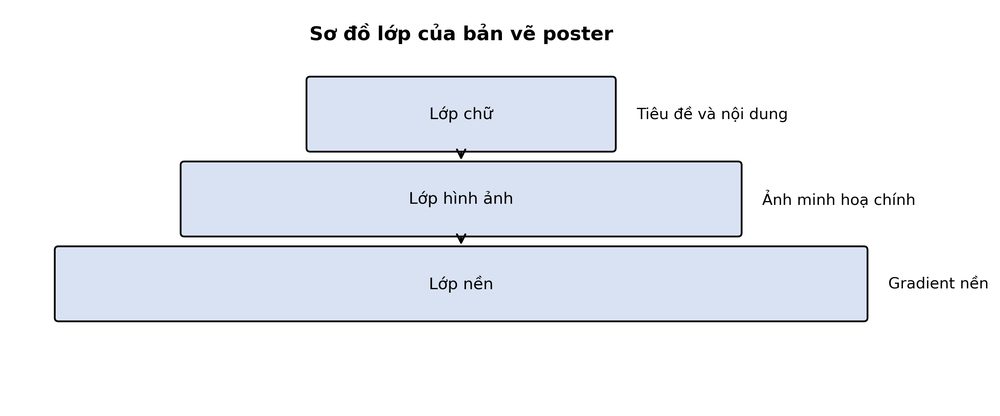 Sơ đồ lớp của bản vẽ poster
Lớp chữ
Tiêu đề và nội dung
Lớp hình ảnh
Ảnh minh hoạ chính
Lớp nền
Gradient nền